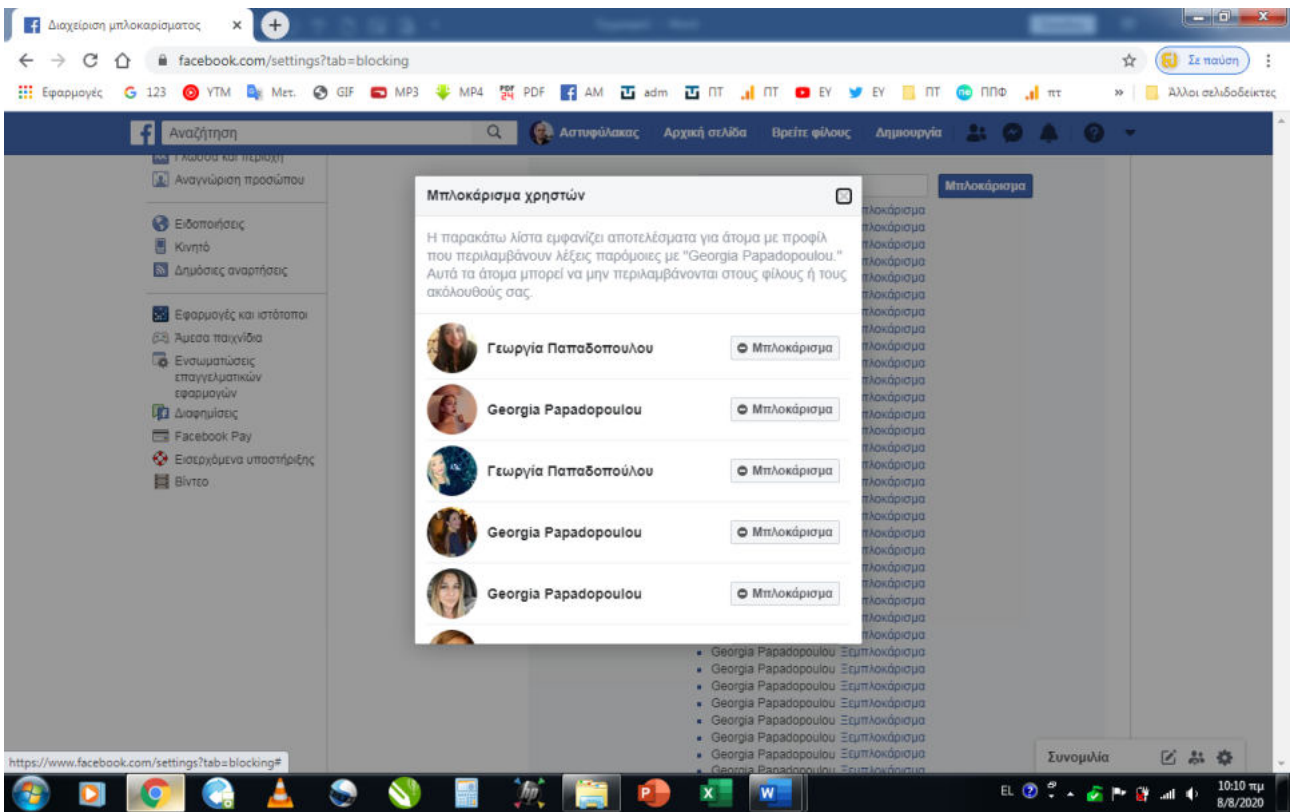 Διαχείριση μπλοκαρίσματος
facebook.com/settings?tab=blocking
Σε παύση
Εφαρμογές 123 YTM Μετ. GIF MP3 MP4 PDF AM adm ΠΤ ΠΤ ΕΥ ΕΥ ΠΤ ΠΠΦ πτ » Άλλοι σελιδοδείκτες
Αναζήτηση
Αστυφύλακας Αρχική σελίδα Βρείτε φίλους Δημιουργία
Γλώσσα και περιοχή
Αναγνώριση προσώπου
Ειδοποιήσεις
Κινητό
Δημόσιες αναρτήσεις
Εφαρμογές και ιστότοποι
Άμεσα παιχνίδια
Ενσωματώσεις
επαγγελματικών
εφαρμογών
Διαφημίσεις
Facebook Pay
Εισερχόμενα υποστήριξης
Βίντεο
Μπλοκάρισμα χρηστών
Μπλοκάρισμα
Η παρακάτω λίστα εμφανίζει αποτελέσματα για άτομα με προφίλ
που περιλαμβάνουν λέξεις παρόμοιες με "Georgia Papadopoulou."
Αυτά τα άτομα μπορεί να μην περιλαμβάνονται στους φίλους ή τους
ακόλουθούς σας.
Γεωργία Παπαδοπουλου Μπλοκάρισμα
Georgia Papadopoulou Μπλοκάρισμα
Γεωργία Παπαδοπούλου Μπλοκάρισμα
Georgia Papadopoulou Μπλοκάρισμα
Georgia Papadopoulou Μπλοκάρισμα
Georgia Papadopoulou Ξεμπλοκάρισμα
Georgia Papadopoulou Ξεμπλοκάρισμα
Georgia Papadopoulou Ξεμπλοκάρισμα
Georgia Papadopoulou Ξεμπλοκάρισμα
Georgia Papadopoulou Ξεμπλοκάρισμα
Georgia Papadopoulou Ξεμπλοκάρισμα
Georgia Papadopoulou Ξεμπλοκάρισμα
Georgia Papadopoulou Ξεμπλοκάρισμα
Συνομιλία
https://www.facebook.com/settings?tab=blocking#
EL
10:10 πμ
8/8/2020